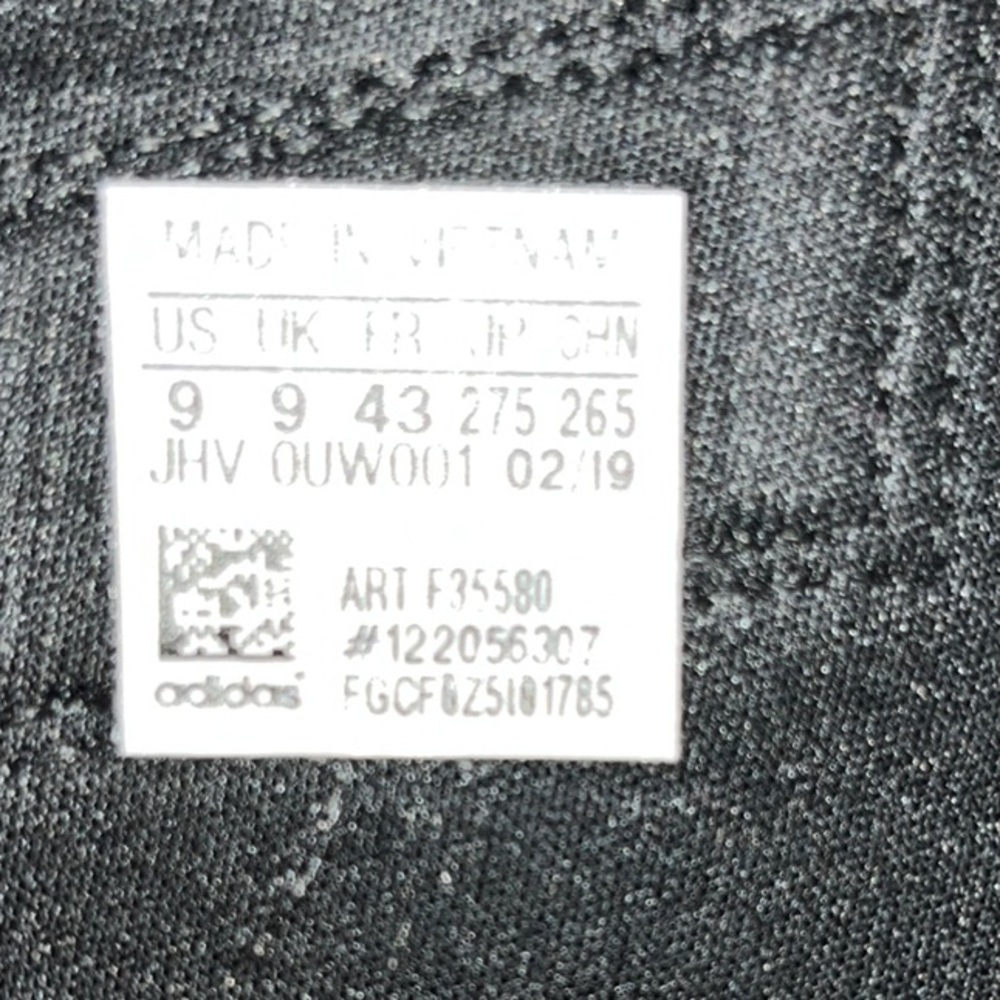 MADE IN VIETNAM
US UK FR JP CHN
9 9 43 275 265
JHV 0UW001 02/19
ART F35580
#122056307
adidas